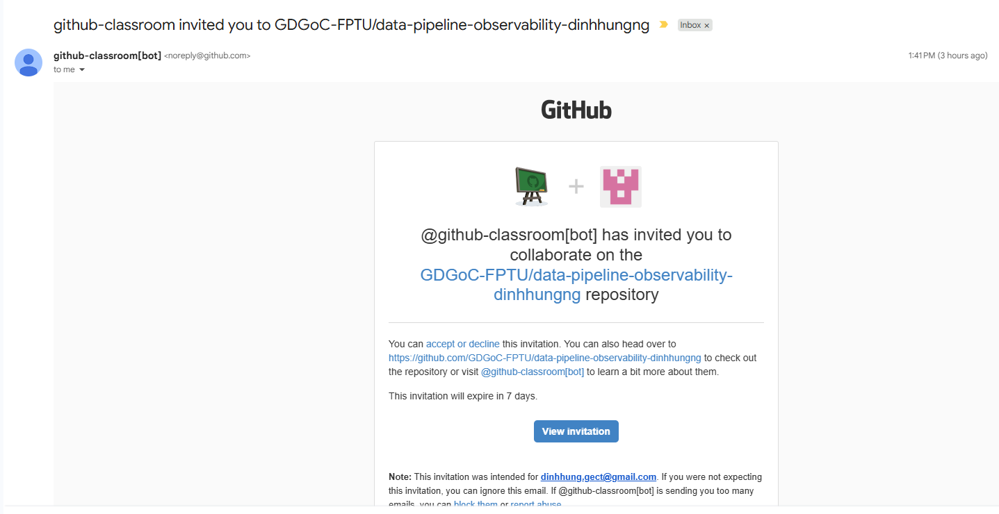 github-classroom invited you to GDGoC-FPTU/data-pipeline-observability-dinhhungng Inbox ×
github-classroom[bot] <noreply@github.com> 1:41 PM (3 hours ago)
to me
GitHub
+
@github-classroom[bot] has invited you to
collaborate on the
GDGoC-FPTU/data-pipeline-observability-
dinhhungng repository
You can accept or decline this invitation. You can also head over to
https://github.com/GDGoC-FPTU/data-pipeline-observability-dinhhungng to check out
the repository or visit @github-classroom[bot] to learn a bit more about them.
This invitation will expire in 7 days.
View invitation
Note: This invitation was intended for dinhhung.gect@gmail.com. If you were not expecting
this invitation, you can ignore this email. If @github-classroom[bot] is sending you too many
emails, you can block them or report abuse.